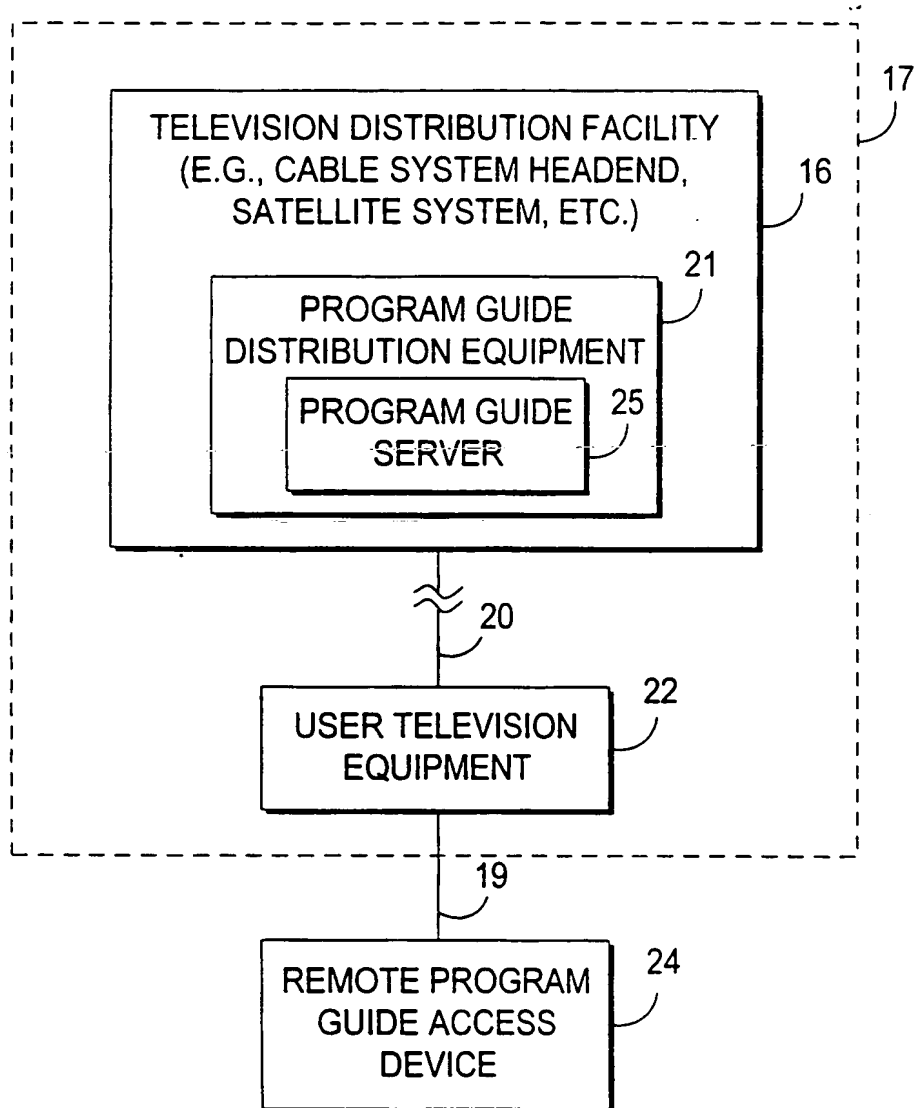 17
TELEVISION DISTRIBUTION FACILITY
(E.G., CABLE SYSTEM HEADEND,
SATELLITE SYSTEM, ETC.)
16
21
PROGRAM GUIDE
DISTRIBUTION EQUIPMENT
PROGRAM GUIDE
SERVER
25
20
22
USER TELEVISION
EQUIPMENT
19
24
REMOTE PROGRAM
GUIDE ACCESS
DEVICE